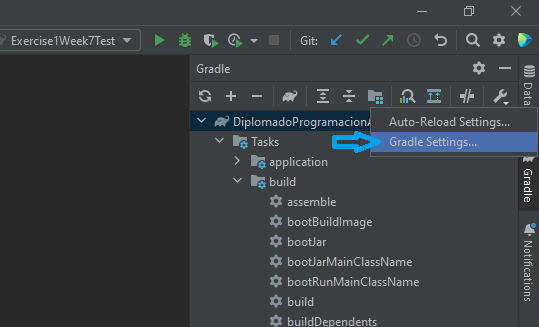 Exercise1Week7Test
Git:
Gradle
DiplomadoProgramacionA
Auto-Reload Settings...
Gradle Settings...
Tasks
application
build
assemble
bootBuildImage
bootJar
bootJarMainClassName
bootRunMainClassName
build
buildDependents
Data
Gradle
Notifications